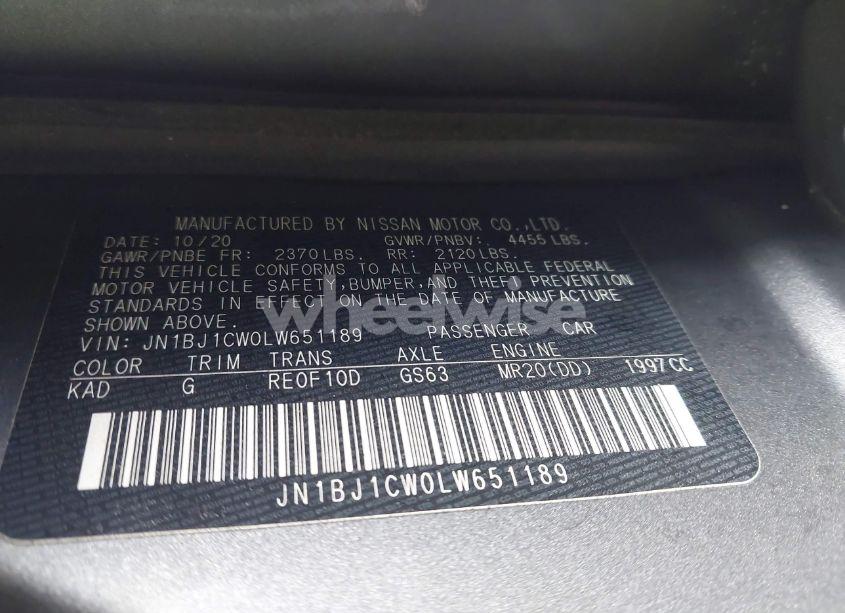 MANUFACTURED BY NISSAN MOTOR CO.,LTD.
DATE: 10/20 GVWR/PNBV: 4455 LBS.
GAWR/PNBE FR: 2370LBS. RR: 2120LBS.
THIS VEHICLE CONFORMS TO ALL APPLICABLE FEDERAL
MOTOR VEHICLE SAFETY,BUMPER,AND THEFT PREVENTION
STANDARDS IN EFFECT ON THE DATE OF MANUFACTURE
SHOWN ABOVE.
wheelwise
VIN: JN1BJ1CW0LW651189 PASSENGER CAR
COLOR TRIM TRANS AXLE ENGINE
KAD G RE0F10D GS63 MR20(DD) 1997CC
JN1BJ1CW0LW651189